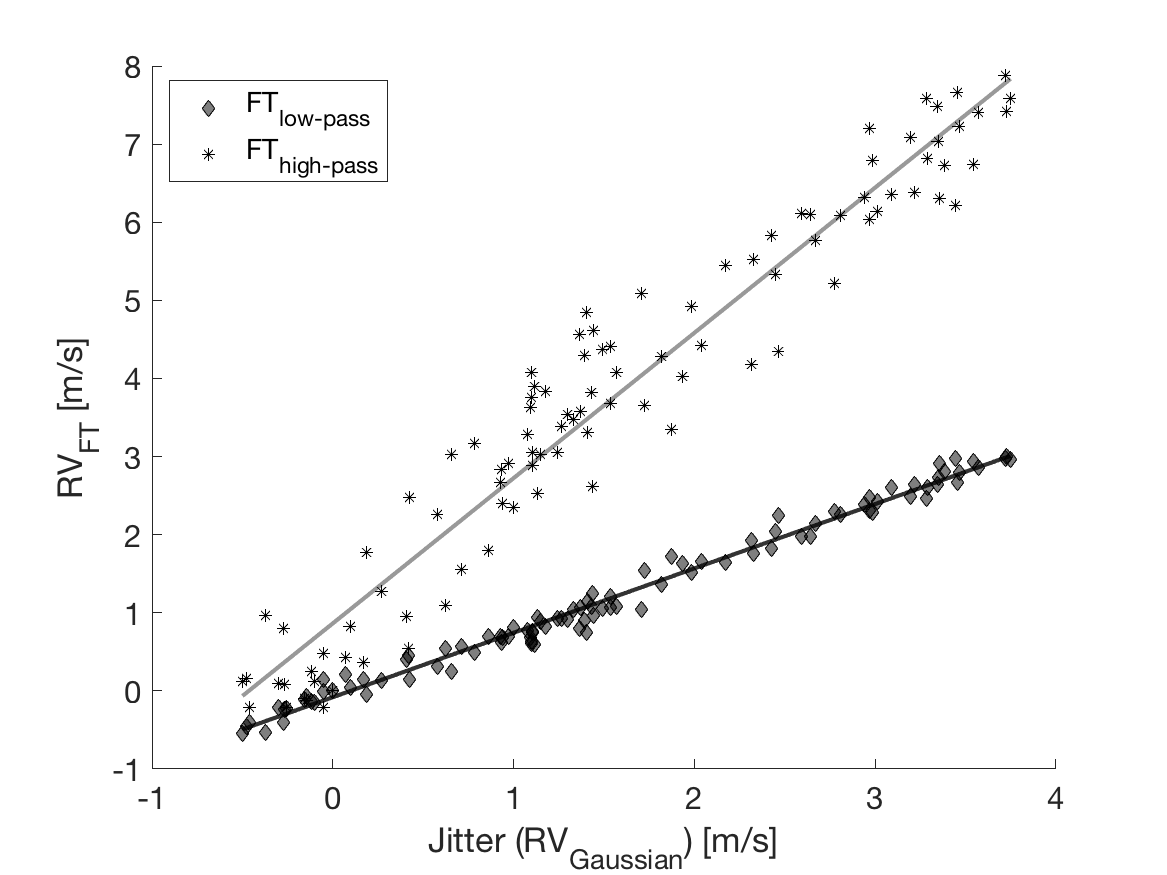 8
7
6
5
4
3
2
1
0
-1
RV_FT [m/s]
FT_low-pass
FT_high-pass
-1 0 1 2 3 4
Jitter (RV_Gaussian) [m/s]